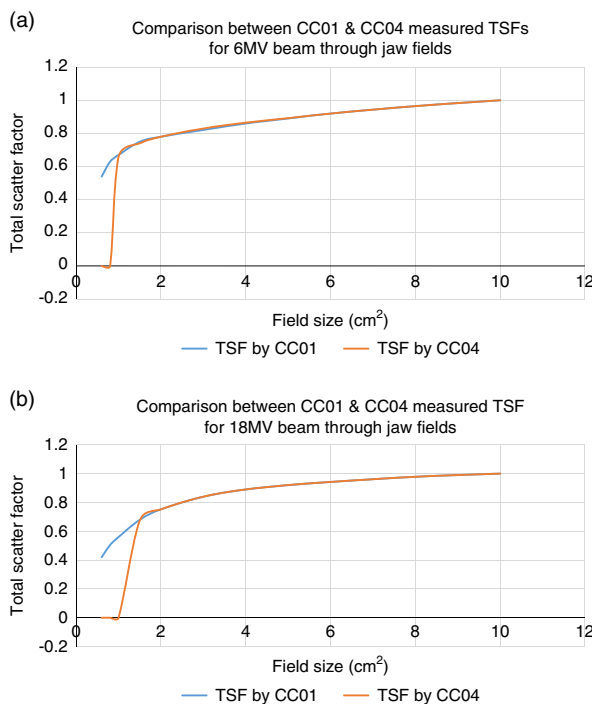 (a)
Comparison between CC01 & CC04 measured TSFs
for 6MV beam through jaw fields
Total scatter factor
1.2
1
0.8
0.6
0.4
0.2
0
-0.2
0 2 4 6 8 10 12
Field size (cm2)
TSF by CC01 TSF by CC04
(b)
Comparison between CC01 & CC04 measured TSF
for 18MV beam through jaw fields
Total scatter factor
1.2
1
0.8
0.6
0.4
0.2
0
-0.2
0 2 4 6 8 10 12
Field size (cm2)
TSF by CC01 TSF by CC04